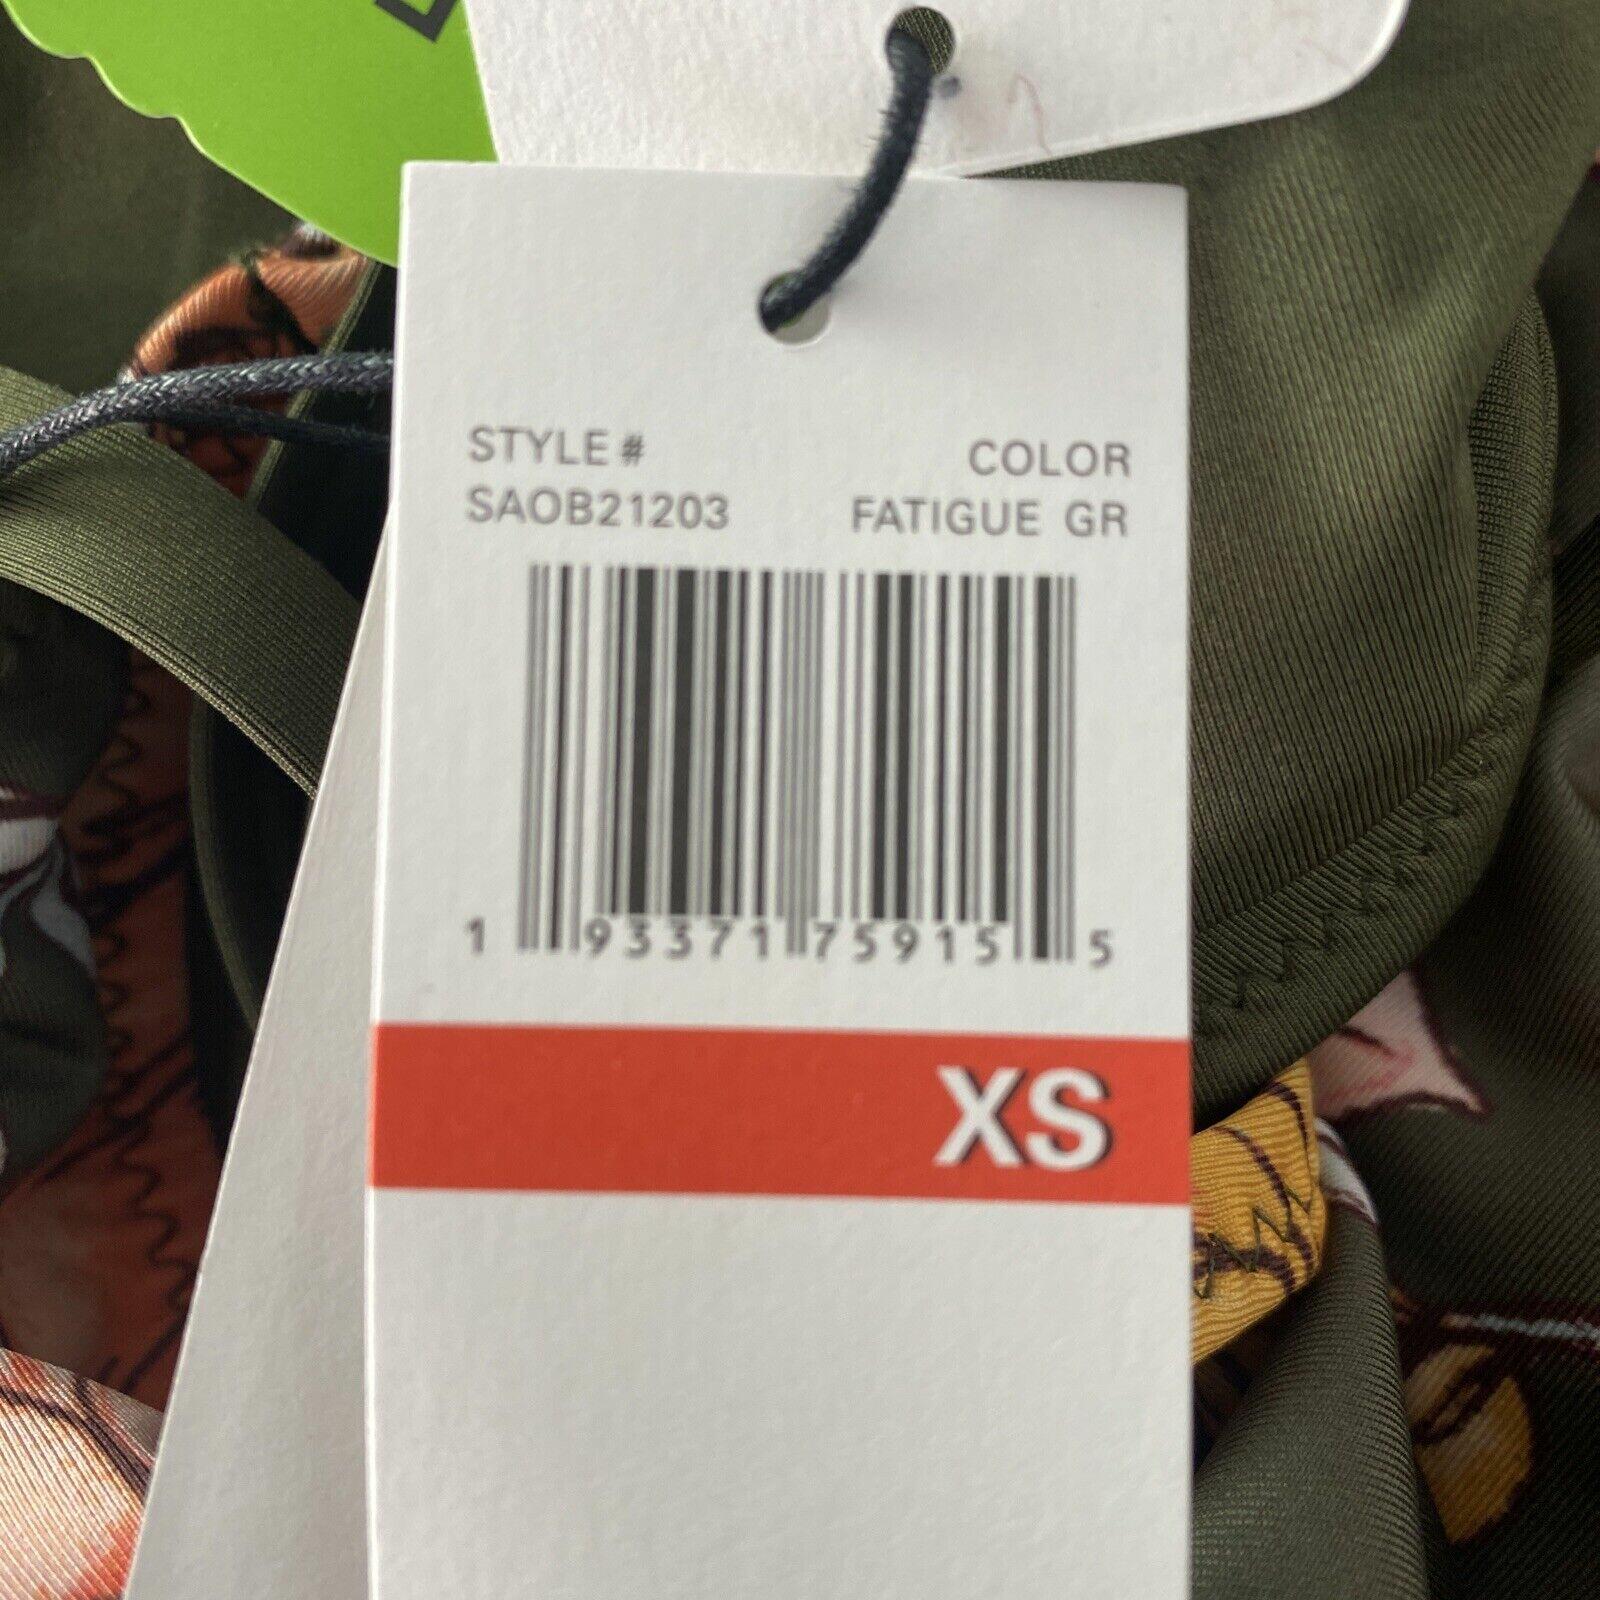 STYLE # COLOR
SAOB21203 FATIGUE GR
1 93371 75915 5
XS